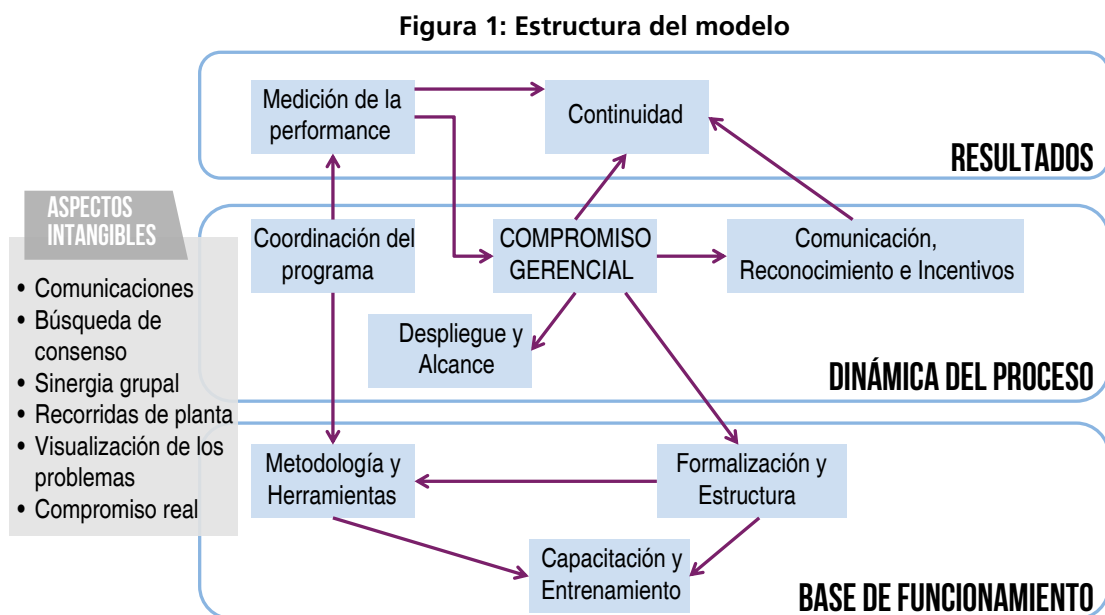 Figura 1: Estructura del modelo
Medición de la
performance
Continuidad
RESULTADOS
ASPECTOS
INTANGIBLES
• Comunicaciones
• Búsqueda de
consenso
• Sinergia grupal
• Recorridas de planta
• Visualización de los
problemas
• Compromiso real
Coordinación del
programa
COMPROMISO
GERENCIAL
Comunicación,
Reconocimiento e Incentivos
Despliegue y
Alcance
DINÁMICA DEL PROCESO
Metodología y
Herramientas
Formalización y
Estructura
Capacitación y
Entrenamiento
BASE DE FUNCIONAMIENTO